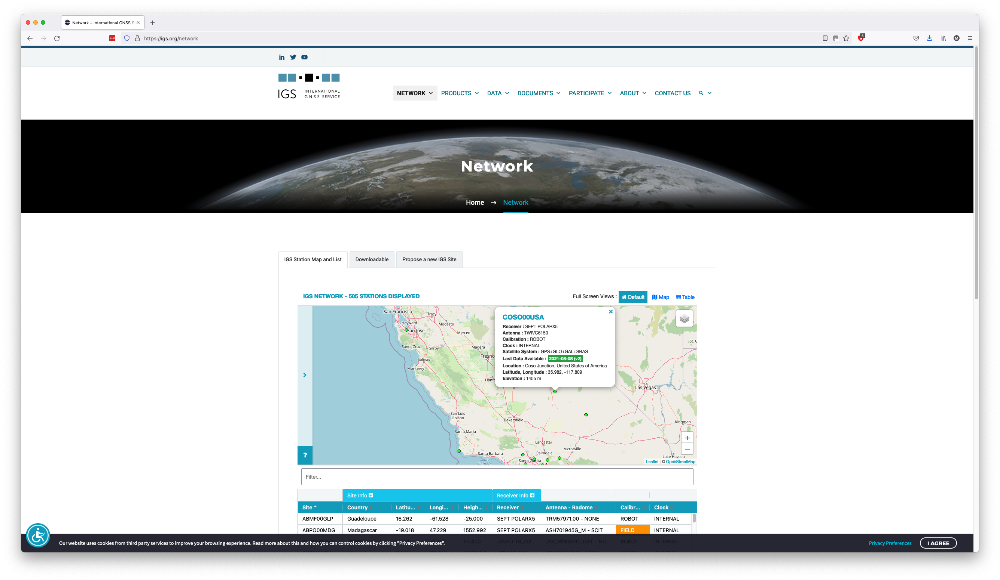 Network – International GNSS S
https://igs.org/network
6
M
IGS INTERNATIONAL
GNSS SERVICE
NETWORK PRODUCTS DATA DOCUMENTS PARTICIPATE ABOUT CONTACT US
Network
Home → Network
IGS Station Map and List Downloadable Propose a new IGS Site
IGS NETWORK - 505 STATIONS DISPLAYED
Full Screen Views : Default Map Table
San Francisco
Tracy
Hayward
Modesto
San Jose
Merced
Santa Cruz
Gilroy
Madera
Salinas
Fresno
Monterey
Hanfo
COSO00USA
Receiver : SEPT POLARX5
Antenna : TWIVC6150
Calibration : ROBOT
Clock : INTERNAL
Satellite System : GPS+GLO+GAL+SBAS
Last Data Available : 2021-08-08 (v2)
Location : Coso Junction, United States of America
Latitude, Longitude : 35.982, -117.809
Elevation : 1455 m
St. G
Las Vegas
San Luis
Obispo
Bakersfield
Kingman
Santa Maria
Lancaster
Victorville
Santa Barbara
Palmdale
Santa Clarita
Santa
Barbara
Lake Havasu
+
−
?
Leaflet | © OpenStreetMap
Filter...
Site Info Receiver Info
Site Country Latitu... Longi... Heigh... Receiver Antenna - Radome Calibr... Clock
ABMF00GLP Guadeloupe 16.262 -61.528 -25.000 SEPT POLARX5 TRM57971.00 - NONE ROBOT INTERNAL
ABPO00MDG Madagascar -19.018 47.229 1552.992 SEPT POLARX5 ASH701945G_M - SCIT FIELD INTERNAL
83.400 JAVAD TR_G3... JAV_RINGANT_G3T - NO... ROBOT INTERNAL
Our website uses cookies from third party services to improve your browsing experience. Read more about this and how you can control cookies by clicking "Privacy Preferences".
Privacy Preferences I AGREE